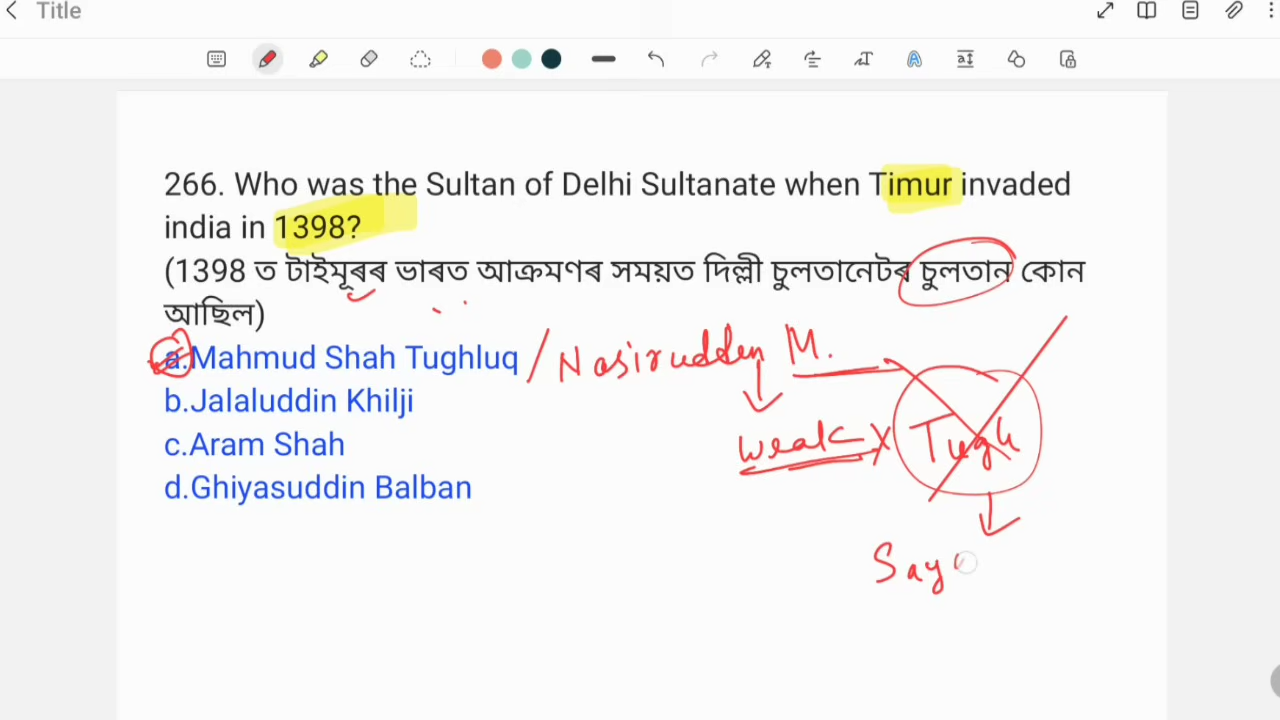 Title
266. Who was the Sultan of Delhi Sultanate when Timur invaded
india in 1398?
(1398 ত টাইমূৰৰ ভাৰত আক্ৰমণৰ সময়ত দিল্লী চুলতানেটৰ চুলতান কোন
আছিল)
a.Mahmud Shah Tughluq / Nasirudden M.
b.Jalaluddin Khilji
weak x Tugh
c.Aram Shah
d.Ghiyasuddin Balban
Say